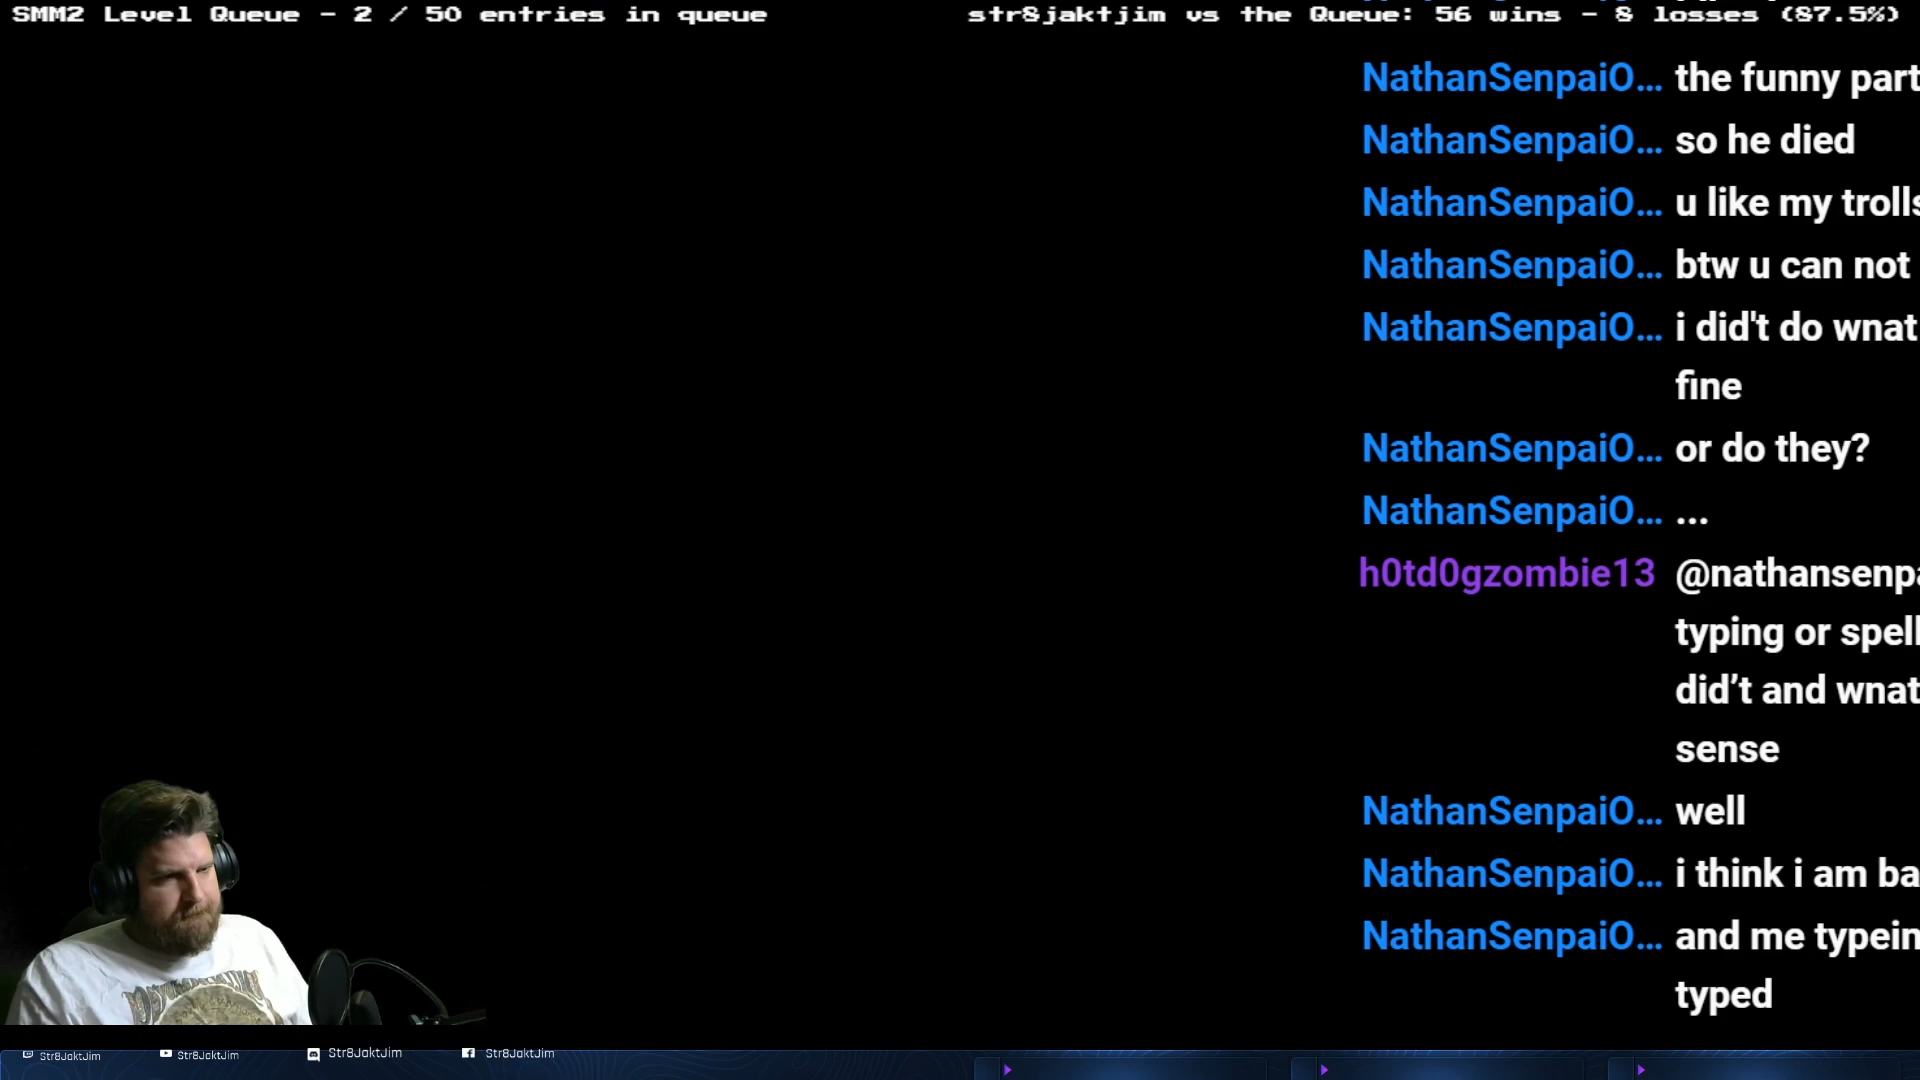 SMM2 Level Queue - 2 / 50 entries in queue
str8jaktjim vs the Queue: 56 wins - 8 losses (87.5%)
NathanSenpaiO... the funny part
NathanSenpaiO... so he died
NathanSenpaiO... u like my trolls
NathanSenpaiO... btw u can not
NathanSenpaiO... i did't do wnat
fine
NathanSenpaiO... or do they?
NathanSenpaiO... ...
h0td0gzombie13 @nathansenpa
typing or spell
did’t and wnat
sense
NathanSenpaiO... well
NathanSenpaiO... i think i am ba
NathanSenpaiO... and me typein
typed
Str8JaktJim
Str8JaktJim
Str8JaktJim
Str8JaktJim